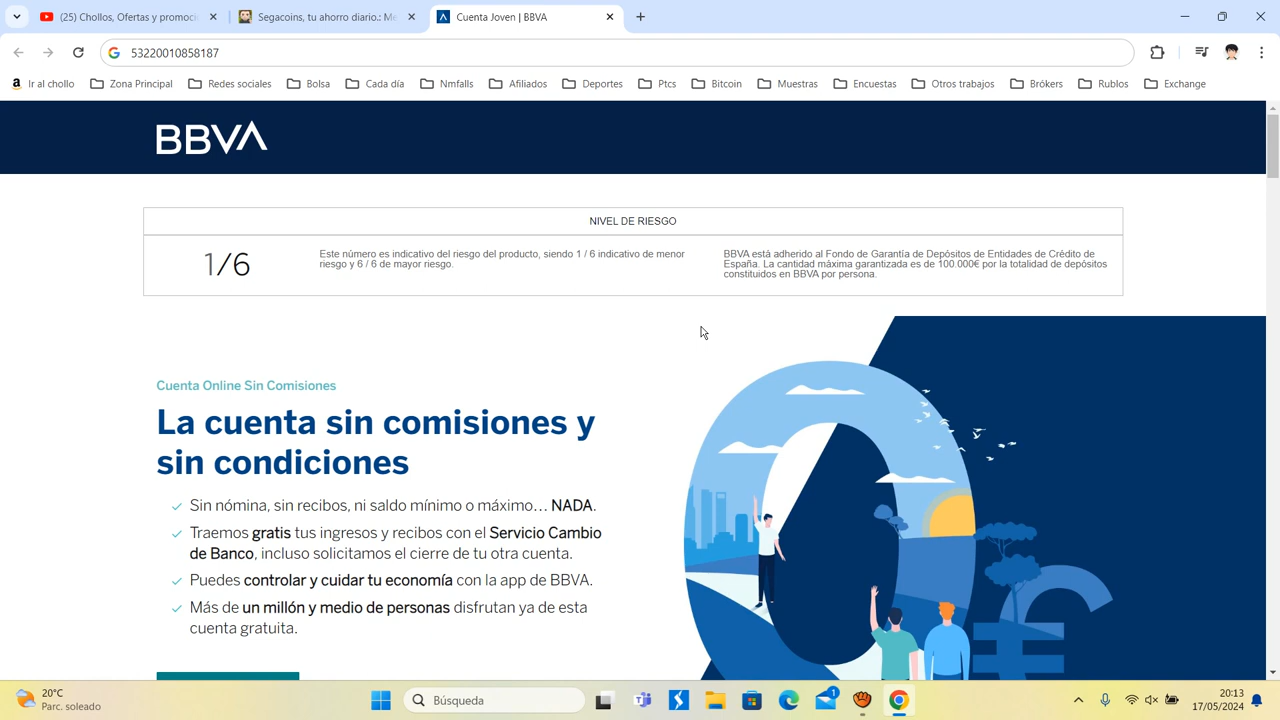 (25) Chollos, Ofertas y promoci
Segacoins, tu ahorro diario.: Me
Cuenta Joven | BBVA
53220010858187
Ir al chollo
Zona Principal
Redes sociales
Bolsa
Cada día
Nmfalls
Afiliados
Deportes
Ptcs
Bitcoin
Muestras
Encuestas
Otros trabajos
Brókers
Rublos
Exchange
BBVA
NIVEL DE RIESGO
1/6
Este número es indicativo del riesgo del producto, siendo 1 / 6 indicativo de menor
riesgo y 6 / 6 de mayor riesgo.
BBVA está adherido al Fondo de Garantía de Depósitos de Entidades de Crédito de
España. La cantidad máxima garantizada es de 100.000€ por la totalidad de depósitos
constituidos en BBVA por persona.
Cuenta Online Sin Comisiones
La cuenta sin comisiones y
sin condiciones
Sin nómina, sin recibos, ni saldo mínimo o máximo… NADA.
Traemos gratis tus ingresos y recibos con el Servicio Cambio
de Banco, incluso solicitamos el cierre de tu otra cuenta.
Puedes controlar y cuidar tu economía con la app de BBVA.
Más de un millón y medio de personas disfrutan ya de esta
cuenta gratuita.
€
20°C
Parc. soleado
Búsqueda
1
20:13
17/05/2024